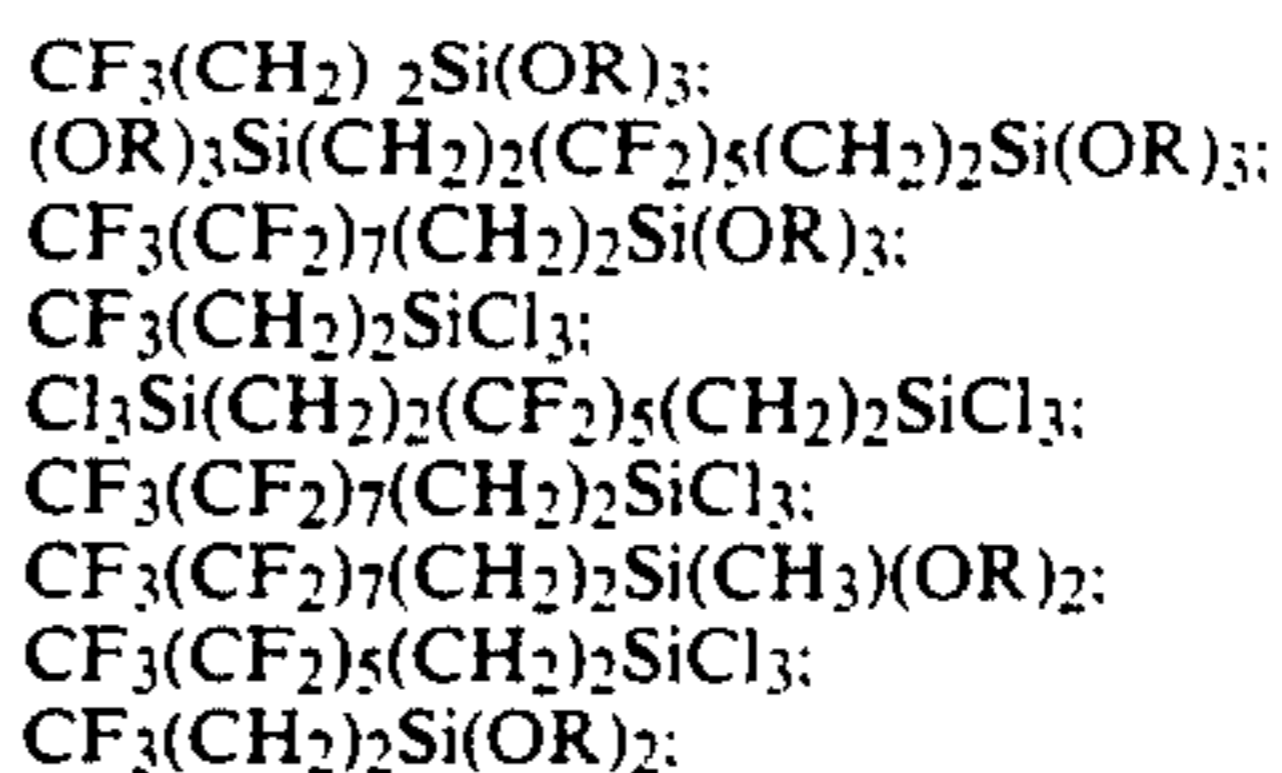 CF₃(CH₂) ₂Si(OR)₃;
(OR)₃Si(CH₂)₂(CF₂)₅(CH₂)₂Si(OR)₃;
CF₃(CF₂)₇(CH₂)₂Si(OR)₃;
CF₃(CH₂)₂SiCl₃;
Cl₃Si(CH₂)₂(CF₂)₅(CH₂)₂SiCl₃;
CF₃(CF₂)₇(CH₂)₂SiCl₃;
CF₃(CF₂)₇(CH₂)₂Si(CH₃)(OR)₂;
CF₃(CF₂)₅(CH₂)₂SiCl₃;
CF₃(CH₂)₂Si(OR)₂;